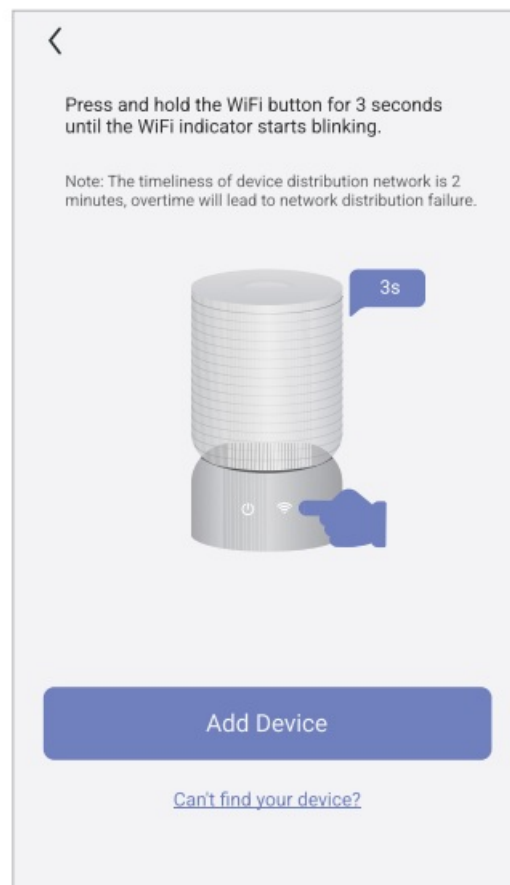 Press and hold the WiFi button for 3 seconds
until the WiFi indicator starts blinking.
Note: The timeliness of device distribution network is 2
minutes, overtime will lead to network distribution failure.
3s
Add Device
Can't find your device?